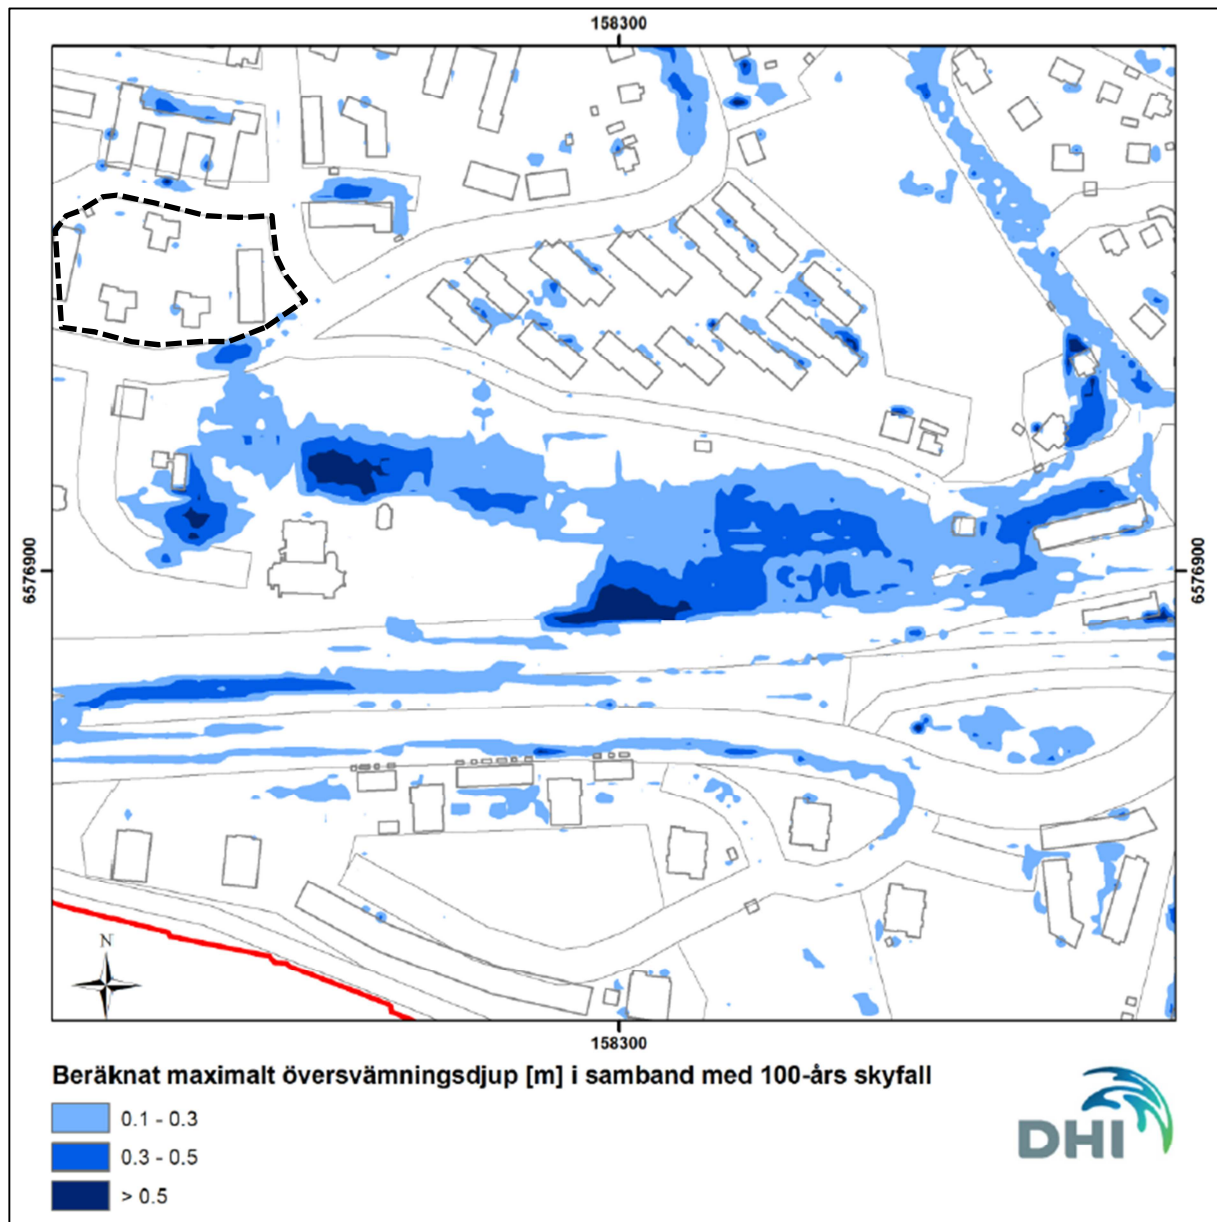 158300
6576900
6576900
N
158300
Beräknat maximalt översvämningsdjup [m] i samband med 100-års skyfall
0.1 - 0.3
0.3 - 0.5
> 0.5
DHI